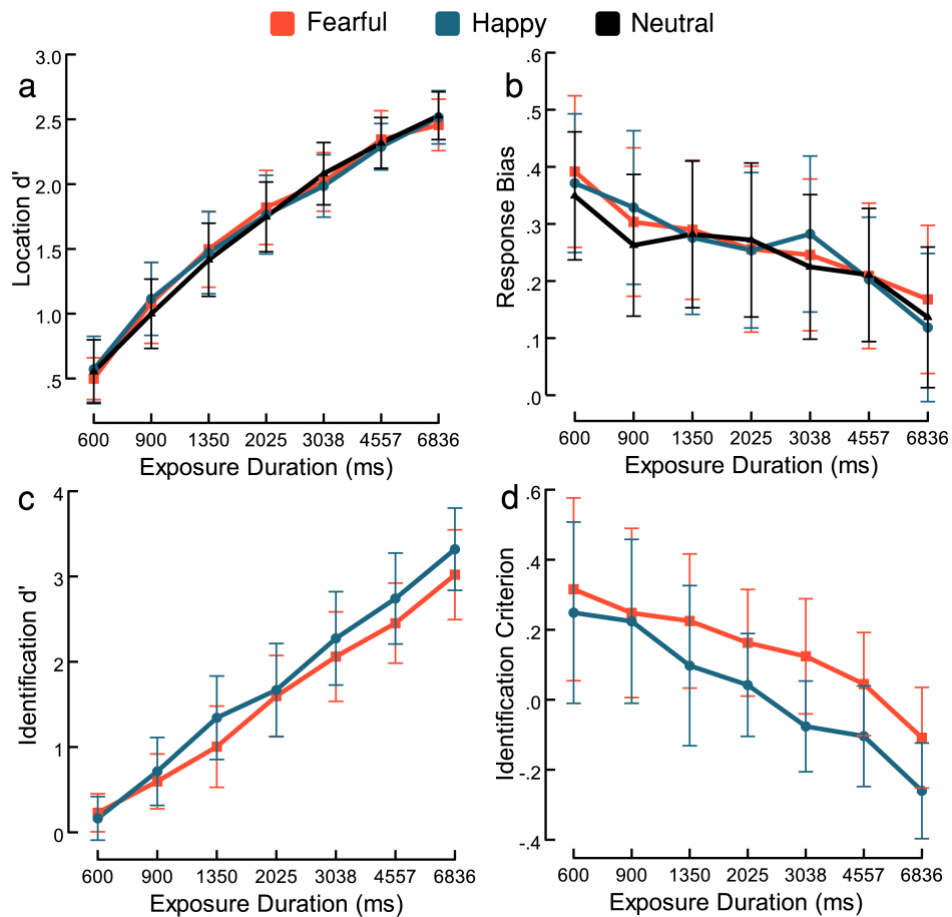 Fearful Happy Neutral
a
3.0
2.5
2.0
1.5
1.0
.5
Location d'
600 900 1350 2025 3038 4557 6836
Exposure Duration (ms)
b
.6
.5
.4
.3
.2
.1
.0
Response Bias
600 900 1350 2025 3038 4557 6836
Exposure Duration (ms)
c
4
3
2
1
0
Identification d'
600 900 1350 2025 3038 4557 6836
Exposure Duration (ms)
d
.6
.4
.2
.0
-.2
-.4
Identification Criterion
600 900 1350 2025 3038 4557 6836
Exposure Duration (ms)